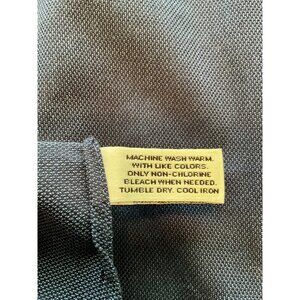 MACHINE WASH WARM.
WITH LIKE COLORS.
ONLY NON-CHLORINE
BLEACH WHEN NEEDED.
TUMBLE DRY. COOL IRON